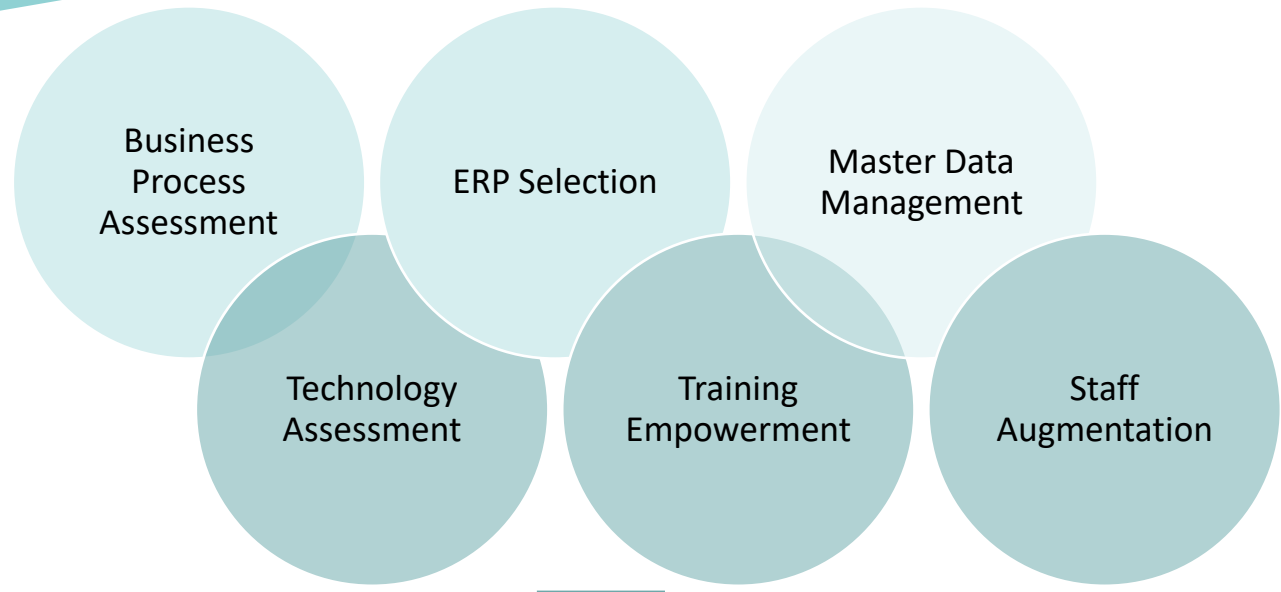 Business
Process
Assessment
ERP Selection
Master Data
Management
Technology
Assessment
Training
Empowerment
Staff
Augmentation